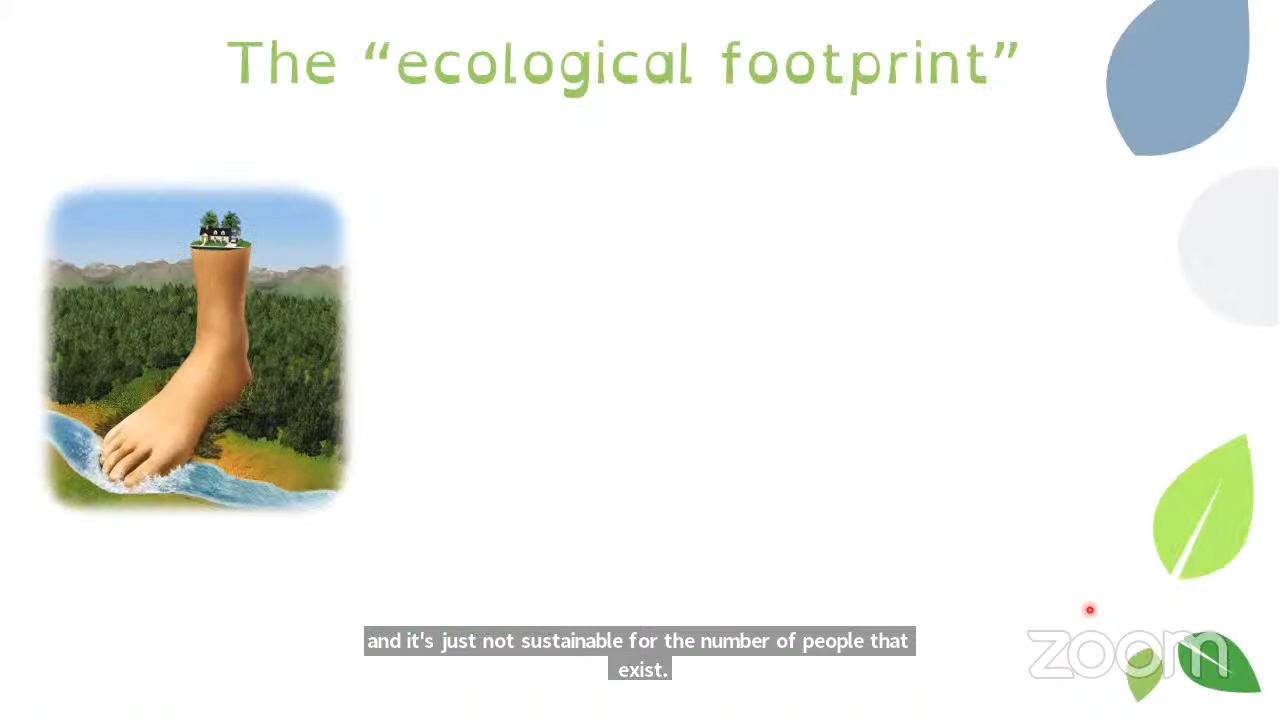 The “ecological footprint”
and it's just not sustainable for the number of people that
exist.
zoom